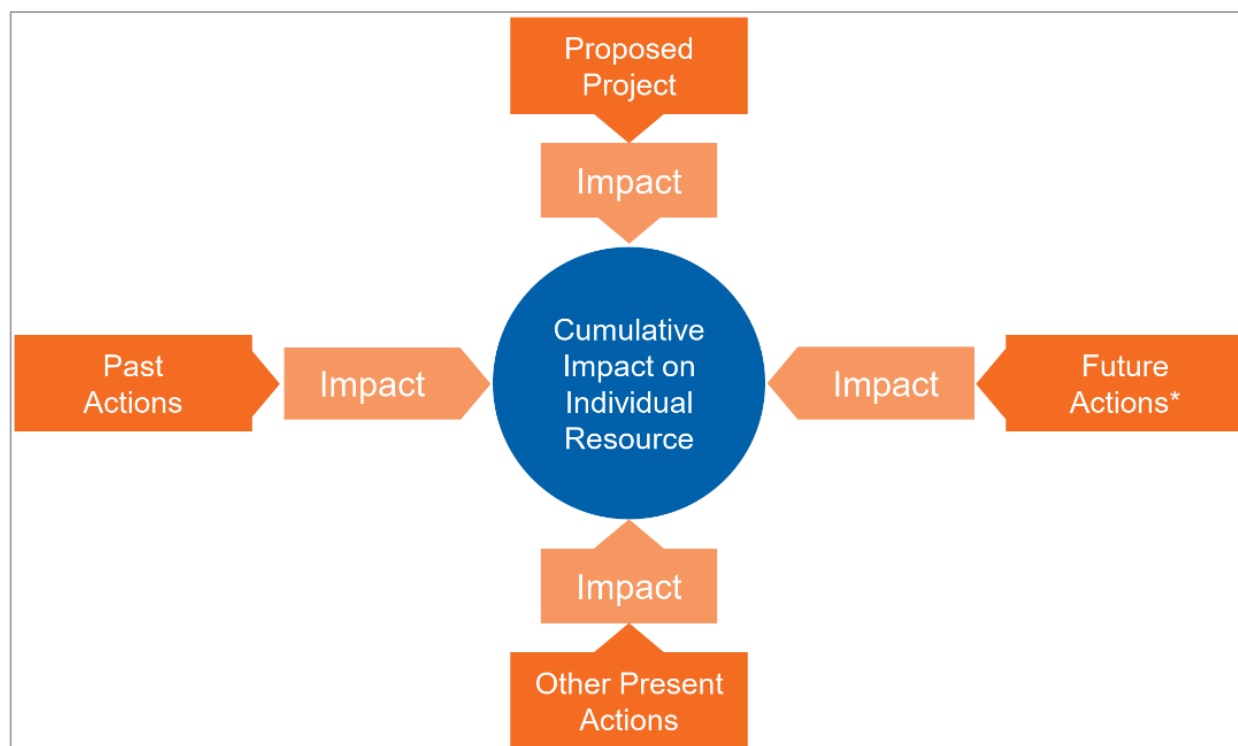 Proposed
Project
Impact
Past
Actions
Impact
Cumulative
Impact on
Individual
Resource
Impact
Future
Actions*
Impact
Other Present
Actions